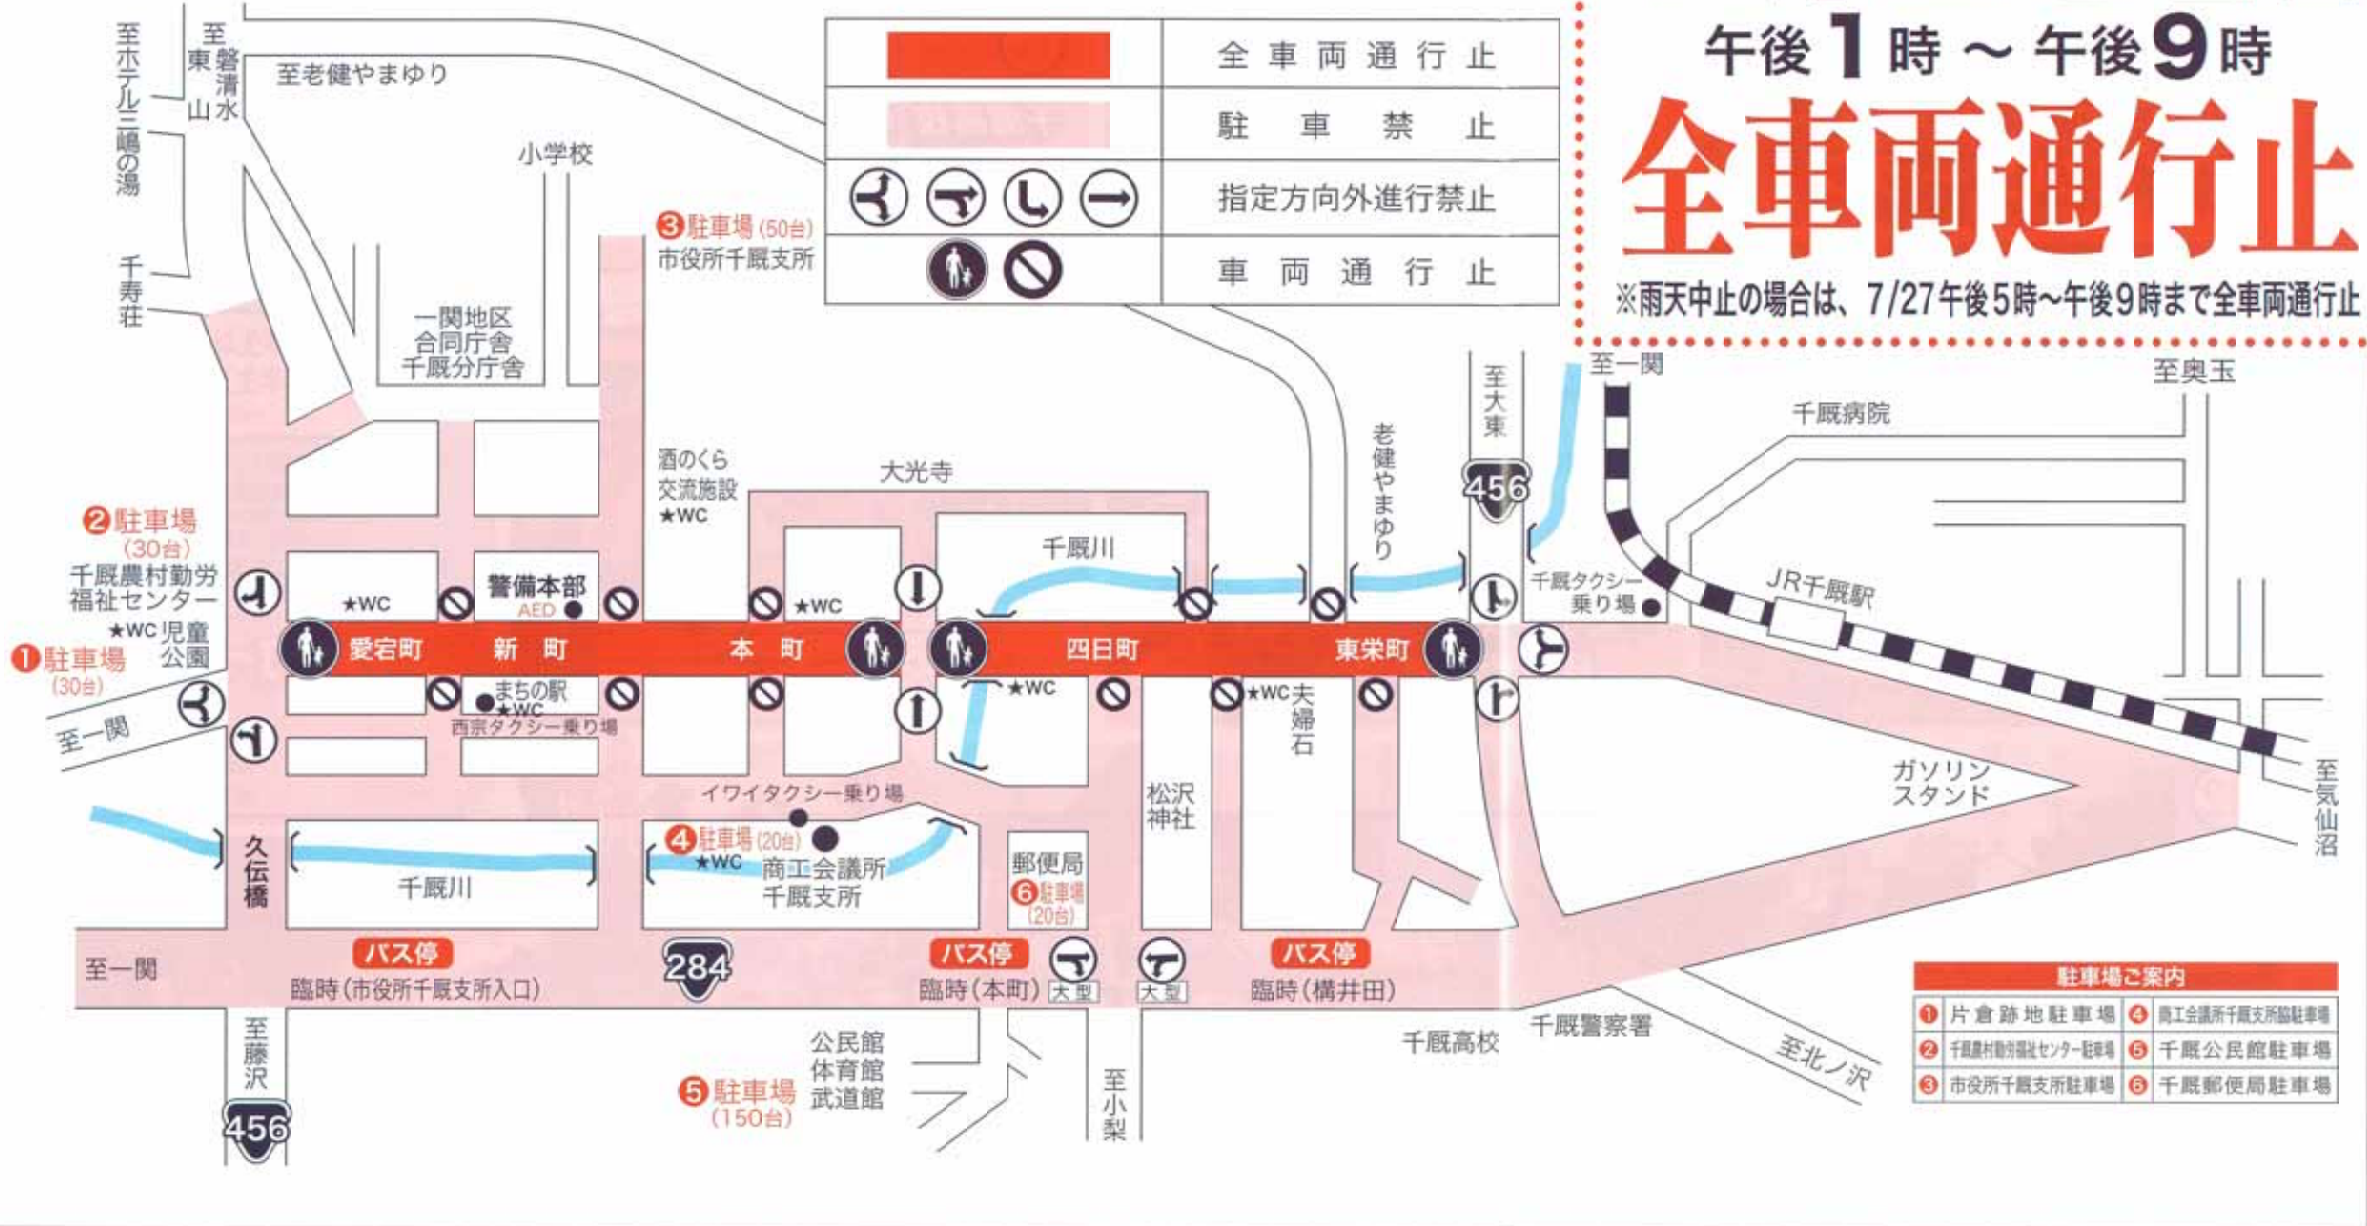 午後1時～午後9時
全車両通行止
※雨天中止の場合は、7/27午後5時～午後9時まで全車両通行止
全車両通行止
駐車禁止
指定方向外進行禁止
車両通行止
至ホテル三嶋の湯
至東山
磐清水
至老健やまゆり
小学校
千寿荘
❸駐車場(50台)
市役所千厩支所
一関地区
合同庁舎
千厩分庁舎
酒のくら
交流施設
★WC
大光寺
千厩川
老健やまゆり
至大東
456
至一関
千厩病院
至奥玉
❷駐車場
(30台)
千厩農村勤労
福祉センター
★WC 児童
公園
❶駐車場
(30台)
至一関
★WC
警備本部
AED
★WC
千厩タクシー
乗り場
JR千厩駅
愛宕町
新町
本町
四日町
東栄町
まちの駅
★WC
西宗タクシー乗り場
★WC
★WC
夫婦石
松沢
神社
ガソリン
スタンド
至気仙沼
イワイタクシー乗り場
❹駐車場(20台)
★WC
商工会議所
千厩支所
久伝橋
千厩川
郵便局
❻駐車場
(20台)
至一関
バス停
臨時(市役所千厩支所入口)
284
バス停
臨時(本町)
大型
大型
バス停
臨時(構井田)
至藤沢
456
公民館
体育館
武道館
❺駐車場
(150台)
至小梨
千厩高校
千厩警察署
至北ノ沢
駐車場ご案内
❶ 片倉跡地駐車場 ❹ 商工会議所千厩支所脇駐車場
❷ 千厩農村勤労福祉センター駐車場 ❺ 千厩公民館駐車場
❸ 市役所千厩支所駐車場 ❻ 千厩郵便局駐車場